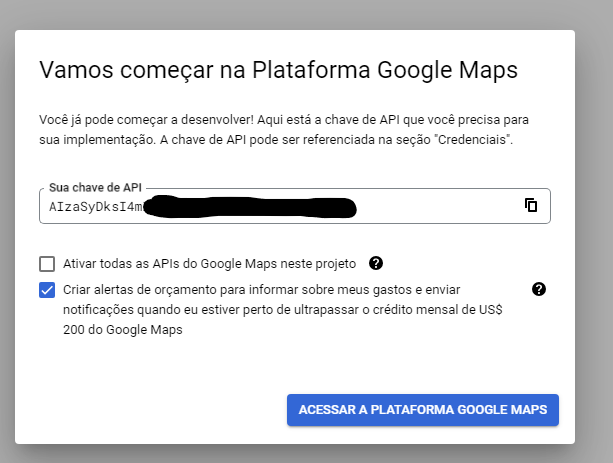 Vamos começar na Plataforma Google Maps
Você já pode começar a desenvolver! Aqui está a chave de API que você precisa para
sua implementação. A chave de API pode ser referenciada na seção "Credenciais".
Sua chave de API
AIzaSyDksI4m
Ativar todas as APIs do Google Maps neste projeto
Criar alertas de orçamento para informar sobre meus gastos e enviar
notificações quando eu estiver perto de ultrapassar o crédito mensal de US$
200 do Google Maps
ACESSAR A PLATAFORMA GOOGLE MAPS